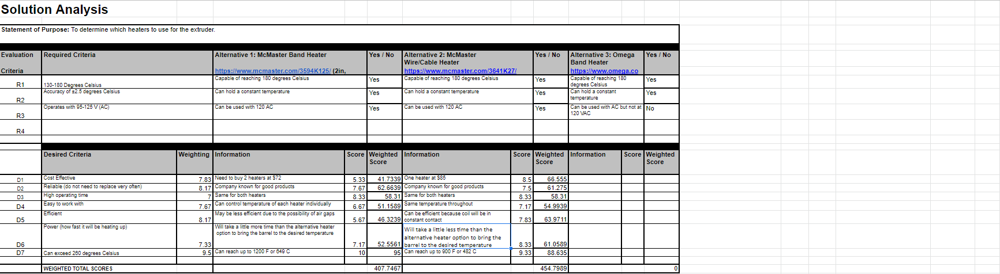 Solution Analysis
Statement of Purpose: To determine which heaters to use for the extruder.
Evaluation Criteria Required Criteria Alternative 1: McMaster Band Heater https://www.mcmaster.com/3594K125/ (2in, Yes / No Alternative 2: McMaster Wire/Cable Heater https://www.mcmaster.com/3641K27/ Yes / No Alternative 3: Omega Band Heater https://www.omega.co Yes / No
R1 130-180 Degrees Celsius Capable of reaching 180 degrees Celsius Yes Capable of reaching 180 degrees Celsius Yes Capable of reaching 180 degrees Celsius Yes
R2 Accuracy of ±2.5 degrees Celsius Can hold a constant temperature Yes Can hold a constant temperature Yes Can hold a constant temperature Yes
R3 Operates with 95-125 V (AC) Can be used with 120 AC Yes Can be used with 120 AC Yes Can be used with AC but not at 120 VAC No
R4
Desired Criteria Weighting Information Score Weighted Score Information Score Weighted Score Information Score Weighted Score
D1 Cost Effective 7.83 Need to buy 2 heaters at $72 5.33 41.7339 One heater at $85 8.5 66.555
D2 Reliable (do not need to replace very often) 8.17 Company known for good products 7.67 62.6639 Company known for good products 7.5 61.275
D3 High operating time 7 Same for both heaters 8.33 58.31 Same for both heaters 8.33 58.31
D4 Easy to work with 7.67 Can control temperature of each heater individually 6.67 51.1589 Same temperature throughout 7.17 54.9939
D5 Efficient 8.17 May be less efficient due to the possibility of air gaps 5.67 46.3239 Can be efficient because coil will be in constant contact 7.83 63.9711
D6 Power (how fast it will be heating up) 7.33 Will take a little more time than the alternative heater option to bring the barrel to the desired temperature 7.17 52.5561 Will take a little less time than the alternative heater option to bring the barrel to the desired temperature 8.33 61.0589
D7 Can exceed 260 degrees Celsius 9.5 Can reach up to 1200 F or 649 C 10 95 Can reach up to 900 F or 482 C 9.33 88.635
WEIGHTED TOTAL SCORES 407.7467 454.7989 0